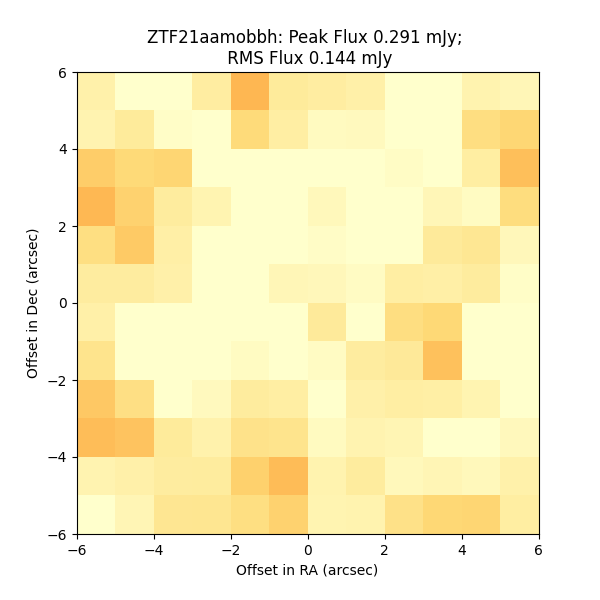 ZTF21aamobbh: Peak Flux 0.291 mJy;
RMS Flux 0.144 mJy
6
4
2
0
−2
−4
−6
Offset in Dec (arcsec)
−6 −4 −2 0 2 4 6
Offset in RA (arcsec)